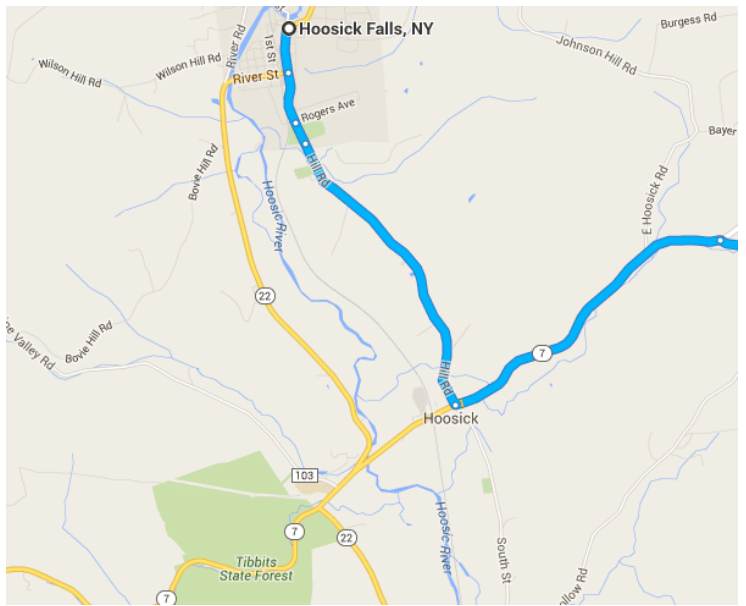 Hoosick Falls, NY
Burgess Rd
River Rd
1st St
Johnson Hill Rd
Wilson Hill Rd
Wilson Hill Rd
River St
Rogers Ave
Bayer
Hill Rd
Bovie Hill Rd
Hoosic River
E Hoosick Rd
22
Bovie Hill Rd
Valley Rd
7
Hill Rd
Hoosick
103
7
22
Hoosic River
South St
Tibbits
State Forest
ollow Rd
7